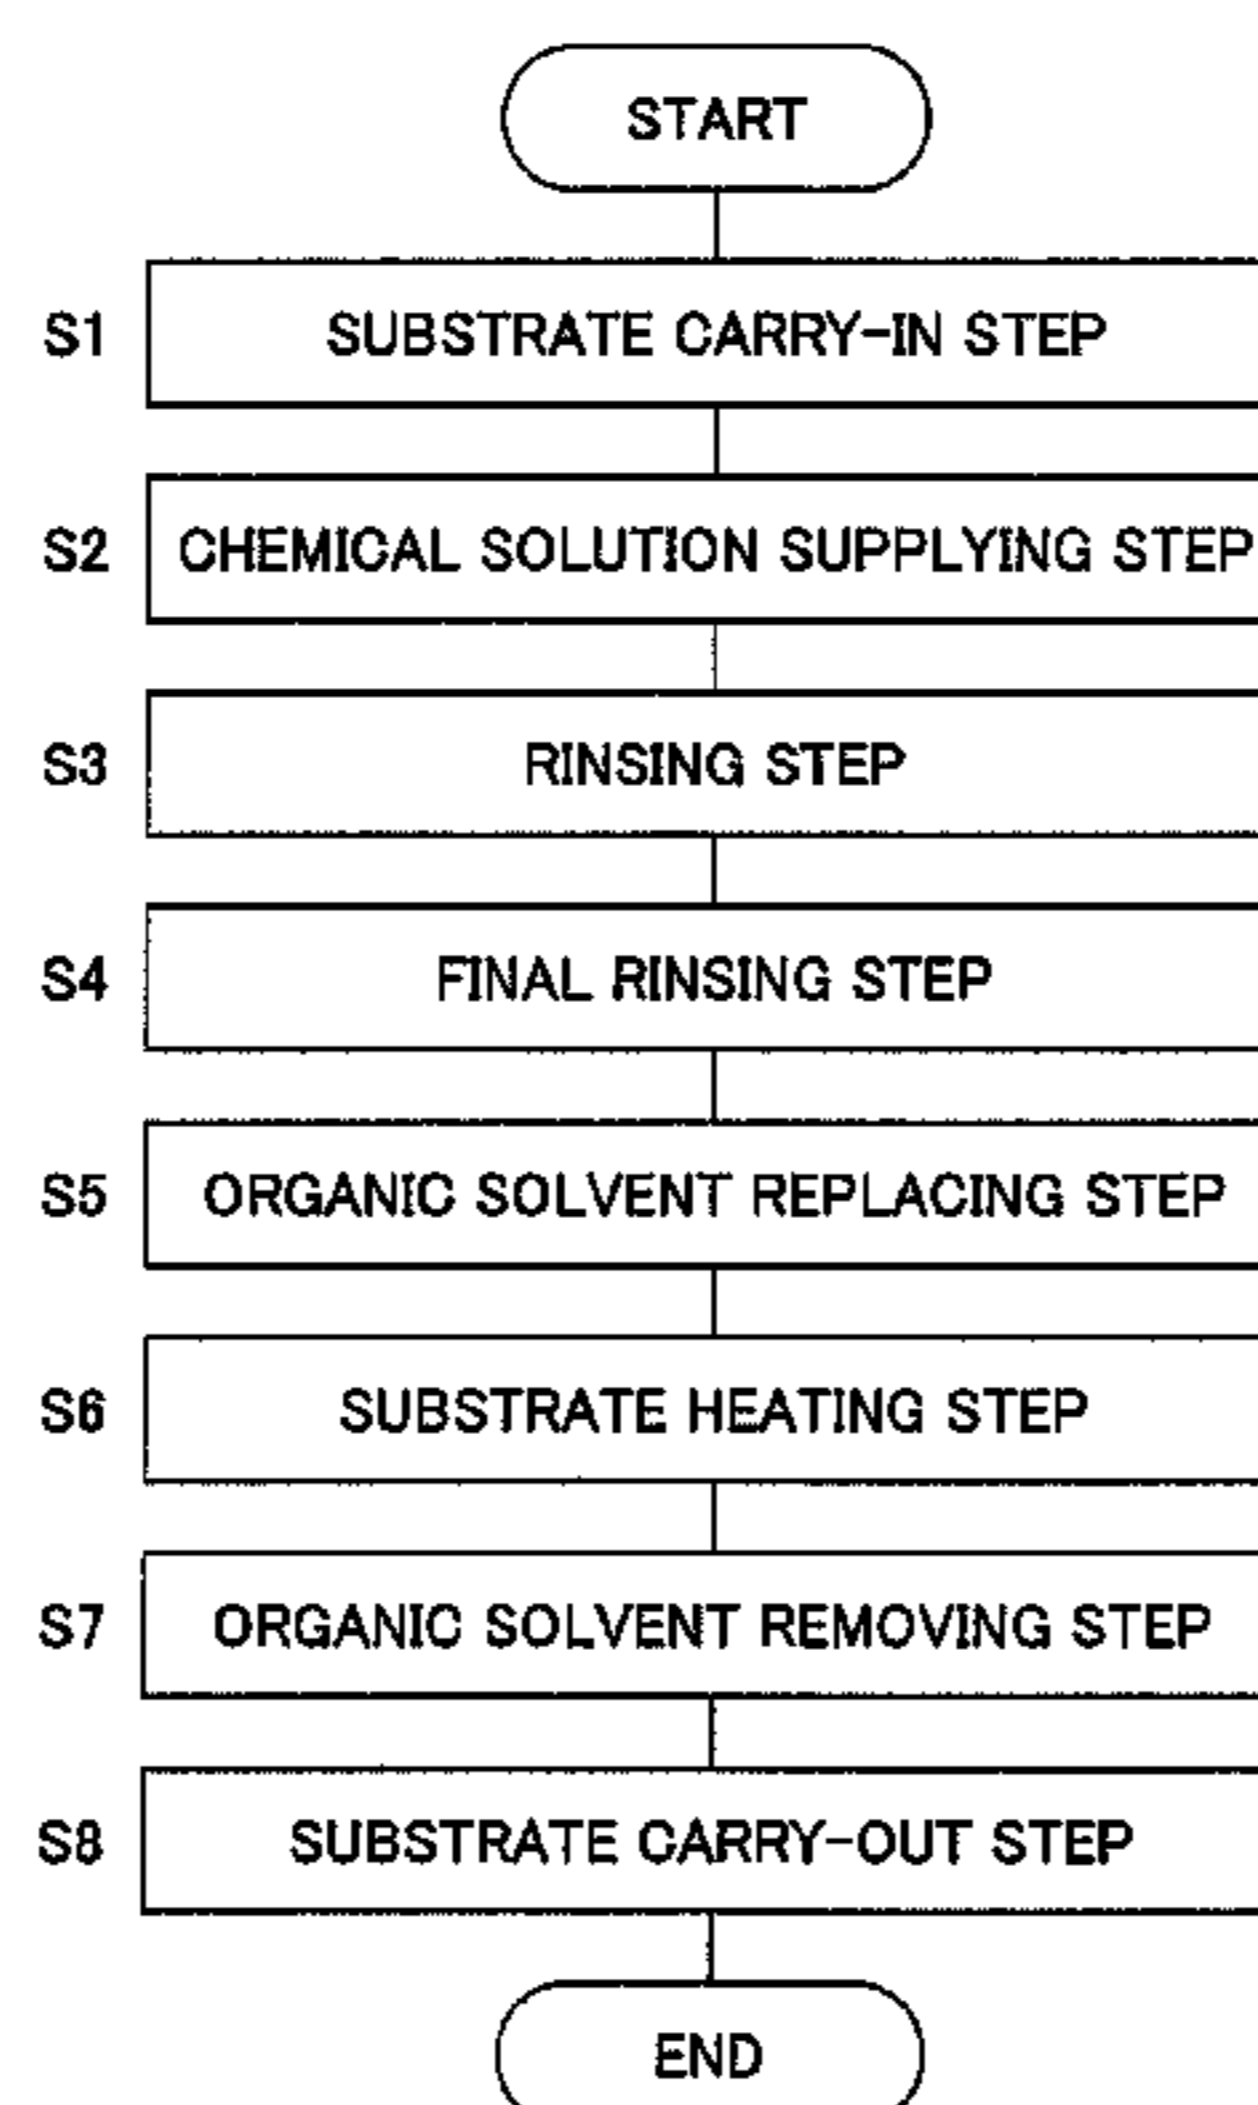 START
S1 SUBSTRATE CARRY-IN STEP
S2 CHEMICAL SOLUTION SUPPLYING STEP
S3 RINSING STEP
S4 FINAL RINSING STEP
S5 ORGANIC SOLVENT REPLACING STEP
S6 SUBSTRATE HEATING STEP
S7 ORGANIC SOLVENT REMOVING STEP
S8 SUBSTRATE CARRY-OUT STEP
END